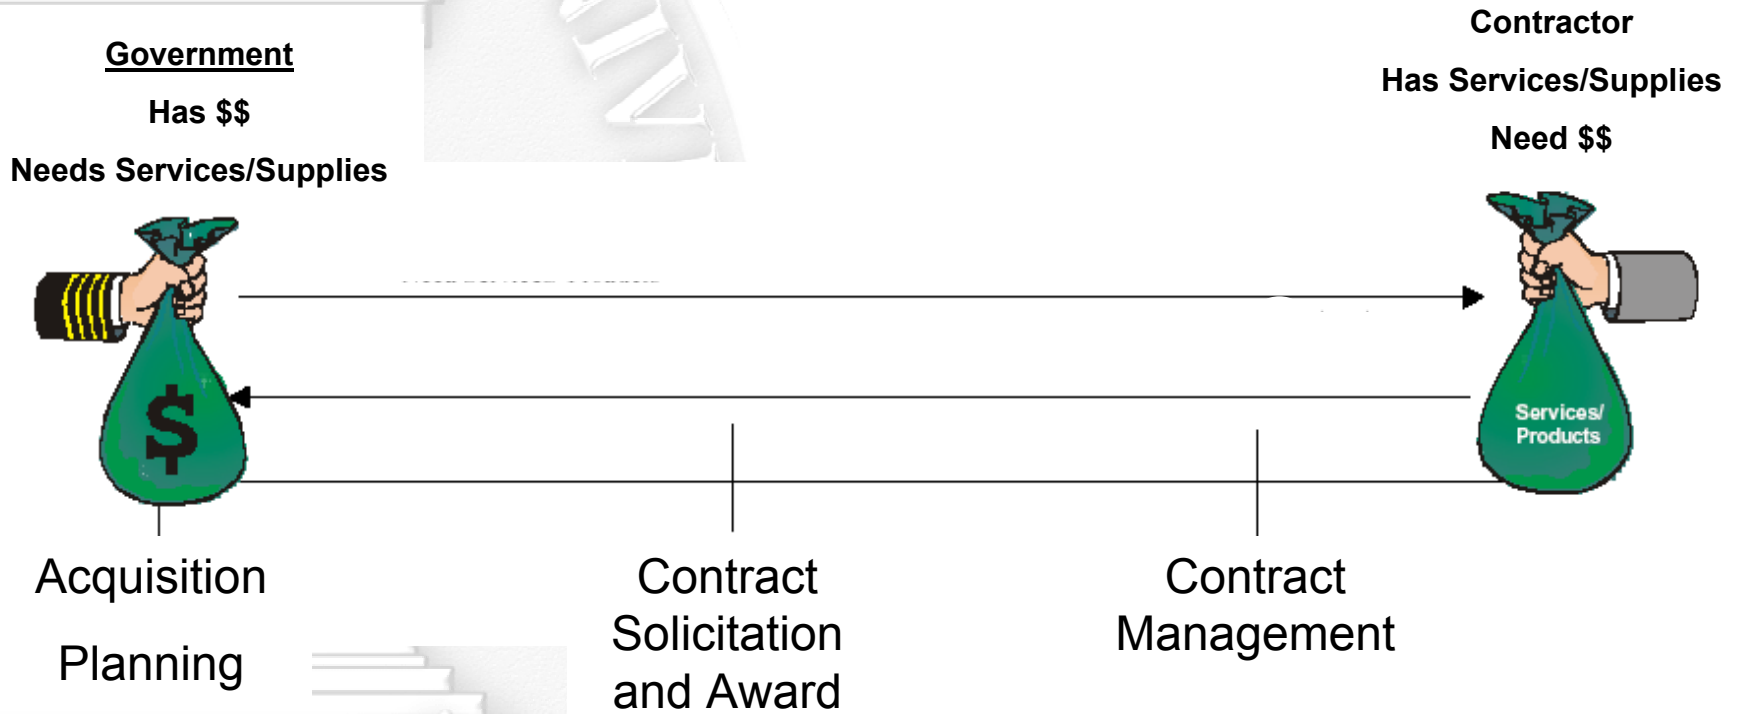 Government
Has $$
Needs Services/Supplies
Contractor
Has Services/Supplies
Need $$
$
Services/
Products
Acquisition
Planning
Contract
Solicitation
and Award
Contract
Management